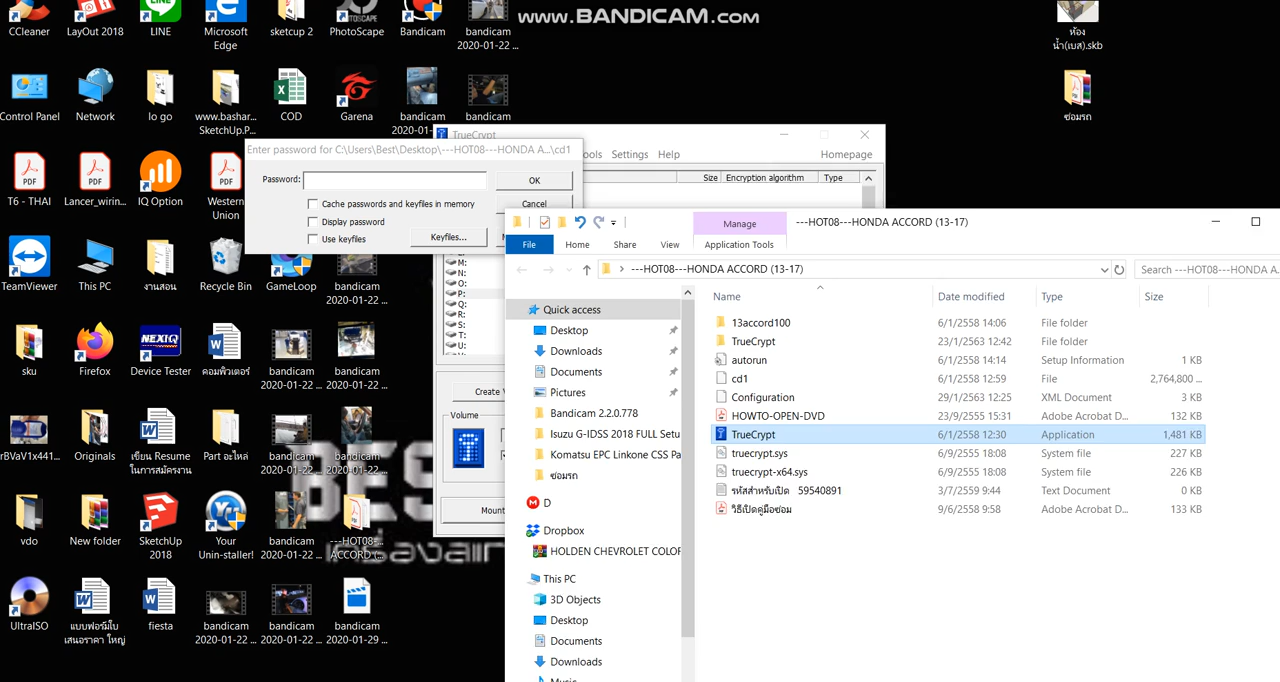 www.BANDICAM.com
CCleaner
LayOut 2018
LINE
Microsoft
Edge
sketcup 2
PhotoScape
Bandicam
bandicam
2020-01-22 ...
ห้อง
น้ำ(เบส).skb
Control Panel
Network
lo go
www.bashar...
SketchUp.P...
COD
Garena
bandicam
2020-01-
bandicam
ซ่อมรถ
PDF
T6 - THAI
PDF
Lancer_wirin...
IQ Option
PDF
Western
Union
TrueCrypt
ools
Settings
Help
Homepage
Size
Encryption algorithm
Type
Enter password for C:\Users\Best\Desktop\---HOT08---HONDA A...\cd1
Password:
OK
Cache passwords and keyfiles in memory
Cancel
Display password
Use keyfiles
Keyfiles...
M:
N:
O:
P:
Q:
R:
S:
T:
U:
Create
Volume
Mount
TeamViewer
This PC
งานสอน
Recycle Bin
GameLoop
bandicam
2020-01-22 ...
sku
Firefox
NEXIQ
Device Tester
คอมพิวเตอร์
bandicam
2020-01-22 ...
bandicam
2020-01-22 ...
rBVaV1x441...
Originals
เขียน Resume
ในการสมัครงาน
Part อะไหล่
bandicam
2020-01-22 ...
bandicam
2020-01-22 ...
vdo
New folder
SketchUp
2018
Your
Unin-staller!
bandicam
2020-01-22 ...
---HOT08-...
ACCORD (...
UltraISO
แบบฟอร์มใบ
เสนอราคา ใหญ่
fiesta
bandicam
2020-01-22 ...
bandicam
2020-01-22 ...
bandicam
2020-01-29 ...
Manage
---HOT08---HONDA ACCORD (13-17)
File
Home
Share
View
Application Tools
---HOT08---HONDA ACCORD (13-17)
Search ---HOT08---HONDA A...
Quick access
Desktop
Downloads
Documents
Pictures
Bandicam 2.2.0.778
Isuzu G-IDSS 2018 FULL Setu
Komatsu EPC Linkone CSS Pa
ซ่อมรถ
D
Dropbox
HOLDEN CHEVROLET COLOR
This PC
3D Objects
Desktop
Documents
Downloads
Music
Name
Date modified
Type
Size
13accord100 6/1/2558 14:06 File folder
TrueCrypt 23/1/2563 12:42 File folder
autorun 6/1/2558 14:14 Setup Information 1 KB
cd1 6/1/2558 12:59 File 2,764,800 ...
Configuration 29/1/2563 12:25 XML Document 3 KB
HOWTO-OPEN-DVD 23/9/2555 15:31 Adobe Acrobat D... 132 KB
TrueCrypt 6/1/2558 12:30 Application 1,481 KB
truecrypt.sys 6/9/2555 18:08 System file 227 KB
truecrypt-x64.sys 6/9/2555 18:08 System file 226 KB
รหัสสำหรับเปิด 59540891 3/7/2559 9:44 Text Document 0 KB
วิธีเปิดคู่มือซ่อม 9/6/2558 9:58 Adobe Acrobat D... 133 KB